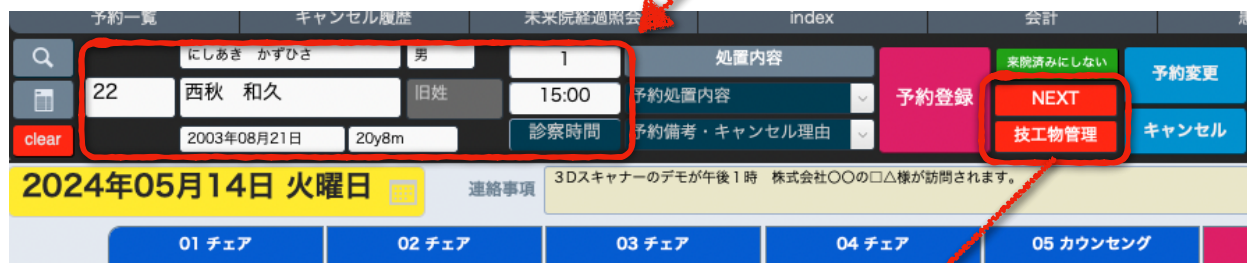 予約一覧 キャンセル履歴 未来院経過照会 index 会計
にしあき かずひさ 男 1 処置内容 来院済みにしない 予約変更
22 西秋 和久 旧姓 15:00 予約処置内容 予約登録 NEXT
clear 2003年08月21日 20y8m 診察時間 予約備考・キャンセル理由 技工物管理 キャンセル
2024年05月14日 火曜日 連絡事項 3Dスキャナーのデモが午後1時 株式会社〇〇の□△様が訪問されます。
01 チェア 02 チェア 03 チェア 04 チェア 05 カウンセング